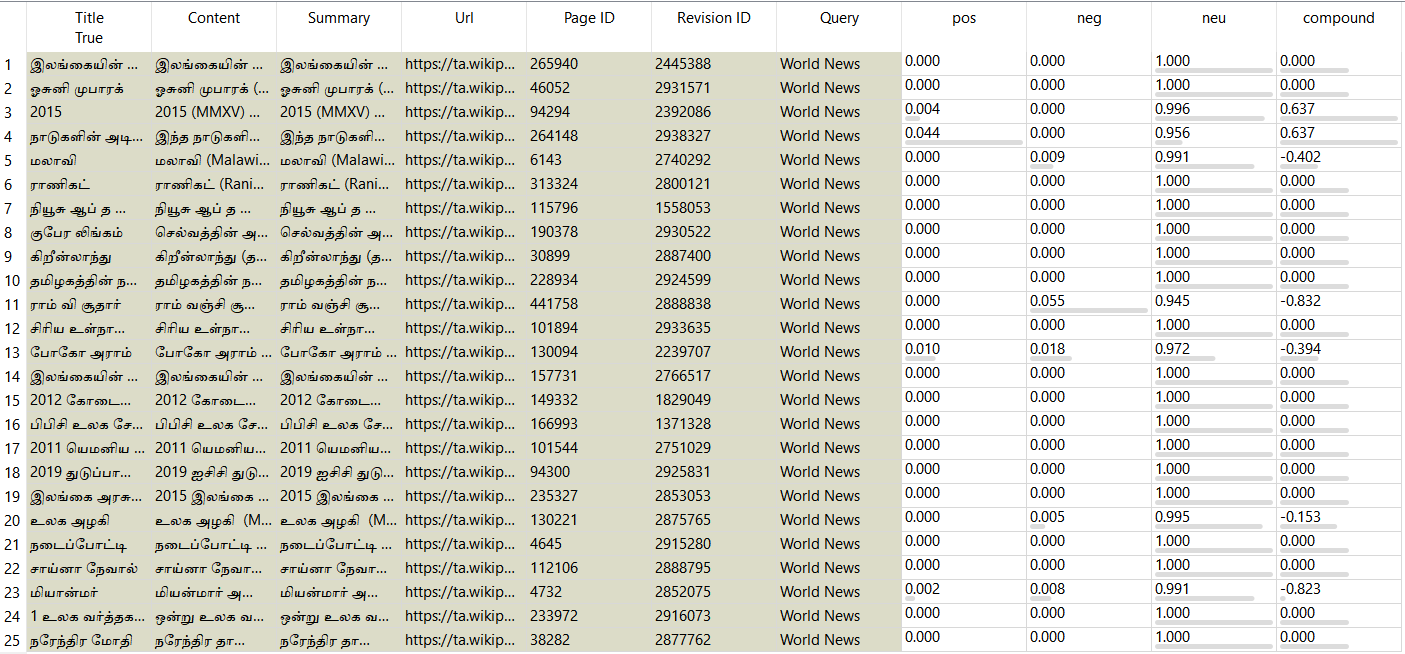 Title Content Summary Url Page ID Revision ID Query pos neg neu compound
True
1 இலங்கையின் ... இலங்கையின் ... இலங்கையின் ... https://ta.wikip... 265940 2445388 World News 0.000 0.000 1.000 0.000
2 ஓசுனி முபாரக் ஓசுனி முபாரக் (... ஓசுனி முபாரக் (... https://ta.wikip... 46052 2931571 World News 0.000 0.000 1.000 0.000
3 2015 2015 (MMXV) ... 2015 (MMXV) ... https://ta.wikip... 94294 2392086 World News 0.004 0.000 0.996 0.637
4 நாடுகளின் அடி... இந்த நாடுகளி... இந்த நாடுகளி... https://ta.wikip... 264148 2938327 World News 0.044 0.000 0.956 0.637
5 மலாவி மலாவி (Malawi... மலாவி (Malawi... https://ta.wikip... 6143 2740292 World News 0.000 0.009 0.991 -0.402
6 ராணிகட் ராணிகட் (Rani... ராணிகட் (Rani... https://ta.wikip... 313324 2800121 World News 0.000 0.000 1.000 0.000
7 நியூசு ஆப் த ... நியூசு ஆப் த ... நியூசு ஆப் த ... https://ta.wikip... 115796 1558053 World News 0.000 0.000 1.000 0.000
8 குபேர லிங்கம் செல்வத்தின் அ... செல்வத்தின் அ... https://ta.wikip... 190378 2930522 World News 0.000 0.000 1.000 0.000
9 கிறீன்லாந்து கிறீன்லாந்து (த... கிறீன்லாந்து (த... https://ta.wikip... 30899 2887400 World News 0.000 0.000 1.000 0.000
10 தமிழகத்தின் ந... தமிழகத்தின் ந... தமிழகத்தின் ந... https://ta.wikip... 228934 2924599 World News 0.000 0.000 1.000 0.000
11 ராம் வி சூதார் ராம் வஞ்சி சூ... ராம் வஞ்சி சூ... https://ta.wikip... 441758 2888838 World News 0.000 0.055 0.945 -0.832
12 சிரிய உள்நா... சிரிய உள்நா... சிரிய உள்நா... https://ta.wikip... 101894 2933635 World News 0.000 0.000 1.000 0.000
13 போகோ அராம் போகோ அராம் ... போகோ அராம் ... https://ta.wikip... 130094 2239707 World News 0.010 0.018 0.972 -0.394
14 இலங்கையின் ... இலங்கையின் ... இலங்கையின் ... https://ta.wikip... 157731 2766517 World News 0.000 0.000 1.000 0.000
15 2012 கோடை... 2012 கோடை... 2012 கோடை... https://ta.wikip... 149332 1829049 World News 0.000 0.000 1.000 0.000
16 பிபிசி உலக சே... பிபிசி உலக சே... பிபிசி உலக சே... https://ta.wikip... 166993 1371328 World News 0.000 0.000 1.000 0.000
17 2011 யெமனிய ... 2011 யெமனிய... 2011 யெமனிய... https://ta.wikip... 101544 2751029 World News 0.000 0.000 1.000 0.000
18 2019 துடுப்பா... 2019 ஐசிசி துடு... 2019 ஐசிசி துடு... https://ta.wikip... 94300 2925831 World News 0.000 0.000 1.000 0.000
19 இலங்கை அரசு... 2015 இலங்கை ... 2015 இலங்கை ... https://ta.wikip... 235327 2853053 World News 0.000 0.000 1.000 0.000
20 உலக அழகி உலக அழகி (M... உலக அழகி (M... https://ta.wikip... 130221 2875765 World News 0.000 0.005 0.995 -0.153
21 நடைப்போட்டி நடைப்போட்டி ... நடைப்போட்டி ... https://ta.wikip... 4645 2915280 World News 0.000 0.000 1.000 0.000
22 சாய்னா நேவால் சாய்னா நேவா... சாய்னா நேவா... https://ta.wikip... 112106 2888795 World News 0.000 0.000 1.000 0.000
23 மியான்மர் மியன்மார் அ... மியன்மார் அ... https://ta.wikip... 4732 2852075 World News 0.002 0.008 0.991 -0.823
24 1 உலக வர்த்தக... ஒன்று உலக வ... ஒன்று உலக வ... https://ta.wikip... 233972 2916073 World News 0.000 0.000 1.000 0.000
25 நரேந்திர மோதி நரேந்திர தா... நரேந்திர தா... https://ta.wikip... 38282 2877762 World News 0.000 0.000 1.000 0.000